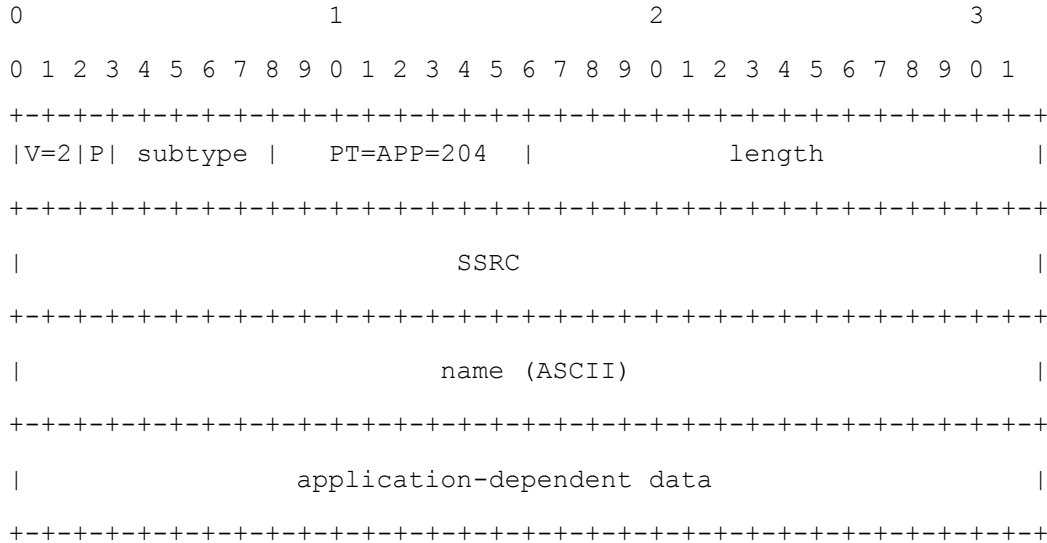 0                   1                   2                   3
0 1 2 3 4 5 6 7 8 9 0 1 2 3 4 5 6 7 8 9 0 1 2 3 4 5 6 7 8 9 0 1
+-+-+-+-+-+-+-+-+-+-+-+-+-+-+-+-+-+-+-+-+-+-+-+-+-+-+-+-+-+-+-+-+
|V=2|P| subtype |   PT=APP=204  |            length             |
+-+-+-+-+-+-+-+-+-+-+-+-+-+-+-+-+-+-+-+-+-+-+-+-+-+-+-+-+-+-+-+-+
|                           SSRC                                |
+-+-+-+-+-+-+-+-+-+-+-+-+-+-+-+-+-+-+-+-+-+-+-+-+-+-+-+-+-+-+-+-+
|                          name (ASCII)                         |
+-+-+-+-+-+-+-+-+-+-+-+-+-+-+-+-+-+-+-+-+-+-+-+-+-+-+-+-+-+-+-+-+
|                 application-dependent data                    |
+-+-+-+-+-+-+-+-+-+-+-+-+-+-+-+-+-+-+-+-+-+-+-+-+-+-+-+-+-+-+-+-+